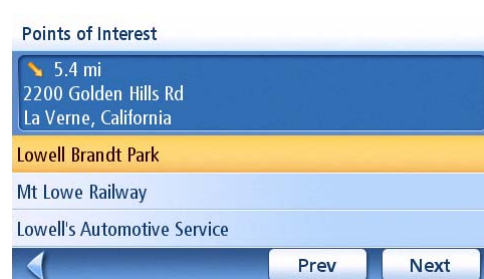 Points of Interest
5.4 mi
2200 Golden Hills Rd
La Verne, California
Lowell Brandt Park
Mt Lowe Railway
Lowell's Automotive Service
Prev
Next